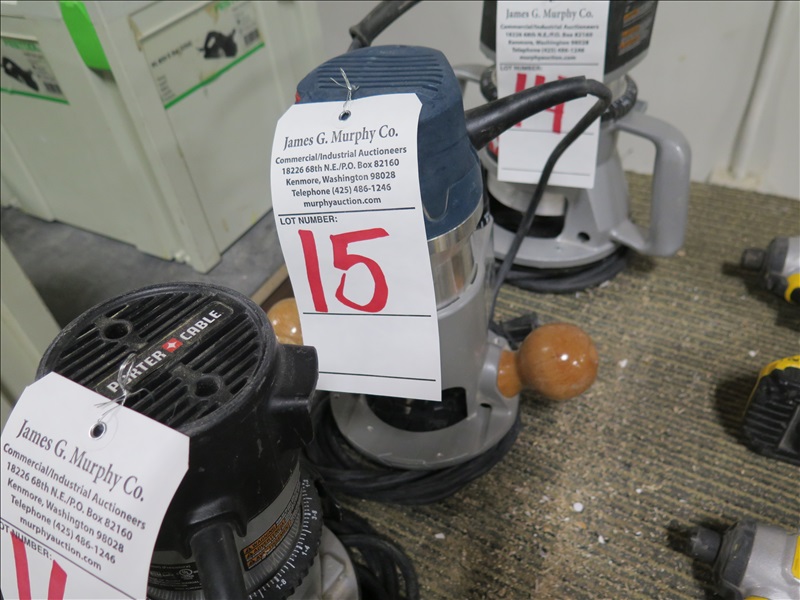 James G. Murphy Co.
Commercial/Industrial Auctioneers
18226 68th N.E./P.O. Box 82160
Kenmore, Washington 98028
Telephone (425) 486-1246
LOT NUMBER:
14
James G. Murphy Co.
Commercial/Industrial Auctioneers
18226 68th N.E./P.O. Box 82160
Kenmore, Washington 98028
Telephone (425) 486-1246
murphyauction.com
LOT NUMBER:
15
PORTER CABLE
James G. Murphy Co.
Commercial/Industrial Auctioneers
18226 68th N.E./P.O. Box 82160
Kenmore, Washington 98028
Telephone (425) 486-1246
murphyauction.com
LOT NUMBER: